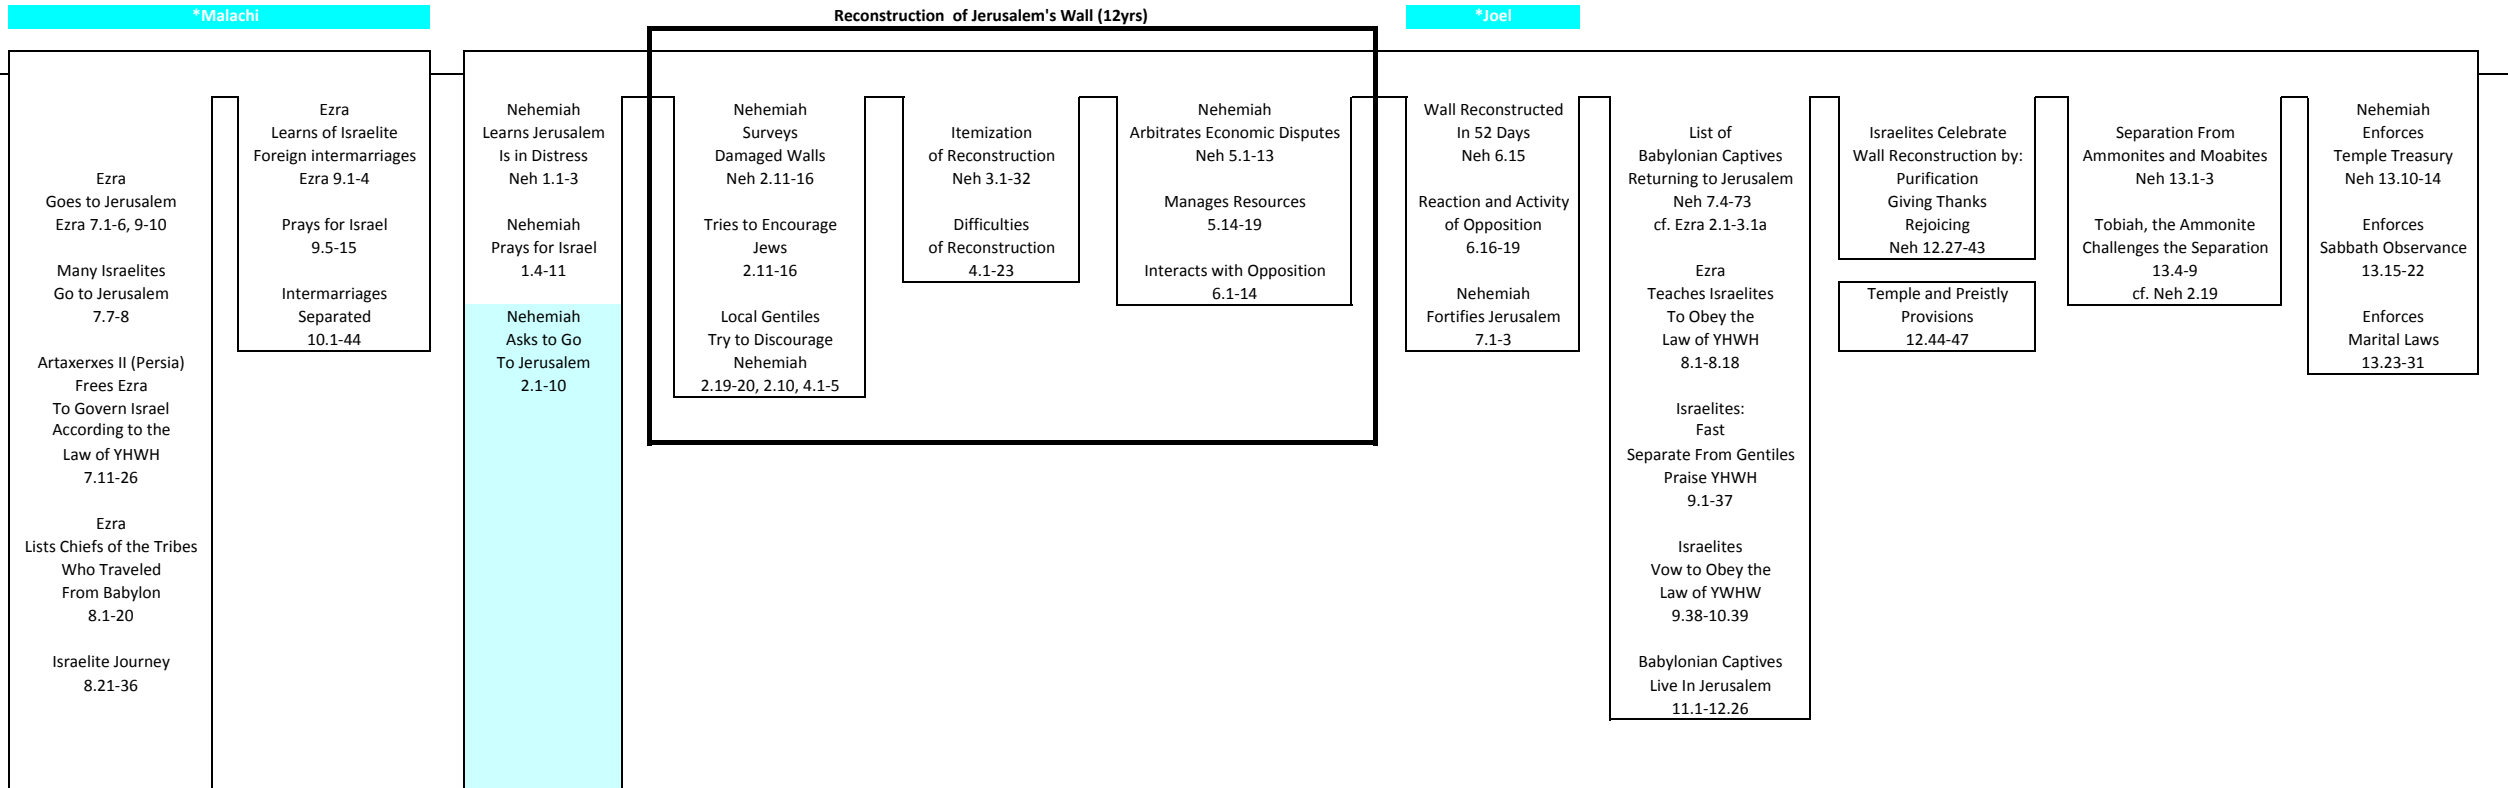 *Malachi
Reconstruction  of Jerusalem's Wall (12yrs)
*Joel
Ezra
Goes to Jerusalem
Ezra 7.1-6, 9-10
Many Israelites
Go to Jerusalem
7.7-8
Artaxerxes II (Persia)
Frees Ezra
To Govern Israel
According to the
Law of YHWH
7.11-26
Ezra
Lists Chiefs of the Tribes
Who Traveled
From Babylon
8.1-20
Israelite Journey
8.21-36
Ezra
Learns of Israelite
Foreign intermarriages
Ezra 9.1-4
Prays for Israel
9.5-15
Intermarriages
Separated
10.1-44
Nehemiah
Learns Jerusalem
Is in Distress
Neh 1.1-3
Nehemiah
Prays for Israel
1.4-11
Nehemiah
Asks to Go
To Jerusalem
2.1-10
Nehemiah
Surveys
Damaged Walls
Neh 2.11-16
Tries to Encourage
Jews
2.11-16
Local Gentiles
Try to Discourage
Nehemiah
2.19-20, 2.10, 4.1-5
Itemization
of Reconstruction
Neh 3.1-32
Difficulties
of Reconstruction
4.1-23
Nehemiah
Arbitrates Economic Disputes
Neh 5.1-13
Manages Resources
5.14-19
Interacts with Opposition
6.1-14
Wall Reconstructed
In 52 Days
Neh 6.15
Reaction and Activity
of Opposition
6.16-19
Nehemiah
Fortifies Jerusalem
7.1-3
List of
Babylonian Captives
Returning to Jerusalem
Neh 7.4-73
cf. Ezra 2.1-3.1a
Ezra
Teaches Israelites
To Obey the
Law of YHWH
8.1-8.18
Israelites:
Fast
Separate From Gentiles
Praise YHWH
9.1-37
Israelites
Vow to Obey the
Law of YWHW
9.38-10.39
Babylonian Captives
Live In Jerusalem
11.1-12.26
Israelites Celebrate
Wall Reconstruction by:
Purification
Giving Thanks
Rejoicing
Neh 12.27-43
Temple and Preistly
Provisions
12.44-47
Separation From
Ammonites and Moabites
Neh 13.1-3
Tobiah, the Ammonite
Challenges the Separation
13.4-9
cf. Neh 2.19
Nehemiah
Enforces
Temple Treasury
Neh 13.10-14
Enforces
Sabbath Observance
13.15-22
Enforces
Marital Laws
13.23-31